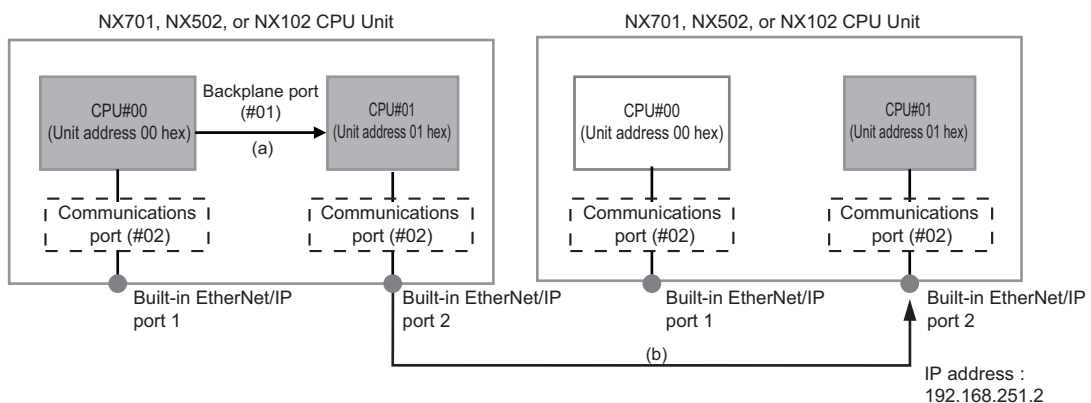 NX701, NX502, or NX102 CPU Unit
CPU#00
(Unit address 00 hex)
Backplane port
(#01)
(a)
CPU#01
(Unit address 01 hex)
Communications
port (#02)
Communications
port (#02)
Built-in EtherNet/IP
port 1
Built-in EtherNet/IP
port 2
NX701, NX502, or NX102 CPU Unit
CPU#00
(Unit address 00 hex)
CPU#01
(Unit address 01 hex)
Communications
port (#02)
Communications
port (#02)
Built-in EtherNet/IP
port 1
Built-in EtherNet/IP
port 2
(b)
IP address :
192.168.251.2